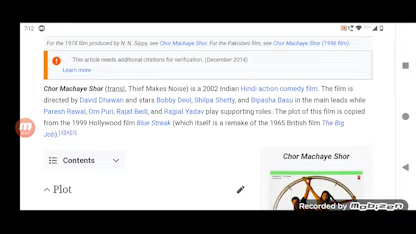 7:12
For the 1974 film produced by N. N. Sippy, see Chor Machaye Shor. For the Pakistani film, see Chor Machaye Shor (1996 film).
This article needs additional citations for verification. (December 2014)
Learn more
Chor Machaye Shor (transl. Thief Makes Noise) is a 2002 Indian Hindi action comedy film. The film is
directed by David Dhawan and stars Bobby Deol, Shilpa Shetty, and Bipasha Basu in the main leads while
Paresh Rawal, Om Puri, Rajat Bedi, and Rajpal Yadav play supporting roles. The plot of this film is copied
from the 1999 Hollywood film Blue Streak (which itself is a remake of the 1965 British film The Big
Job).
Contents
Chor Machaye Shor
Plot
Recorded by
Mobizen